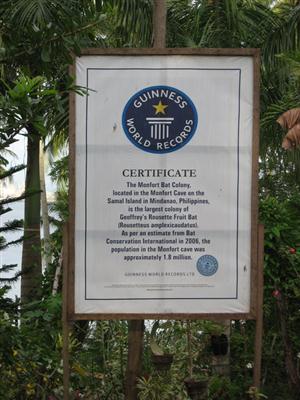 GUINNESS
WORLD RECORDS
CERTIFICATE
The Monfort Bat Colony,
located in the Monfort Cave on the
Samal Island in Mindanao, Philippines,
is the largest colony of
Geoffrey's Rousette Fruit Bat
(Rousetteus amplexicaudatus).
As per an estimate from Bat
Conservation International in 2006, the
population in the Monfort cave was
approximately 1.8 million.
GUINNESS WORLD RECORDS LTD